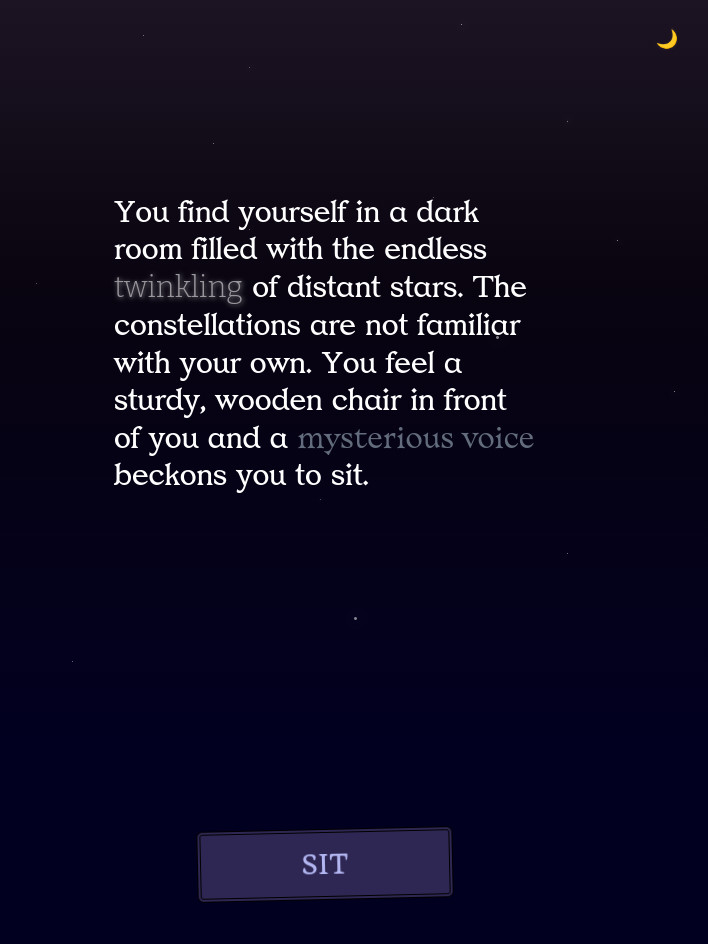 You find yourself in a dark
room filled with the endless
twinkling of distant stars. The
constellations are not familiar
with your own. You feel a
sturdy, wooden chair in front
of you and a mysterious voice
beckons you to sit.
SIT